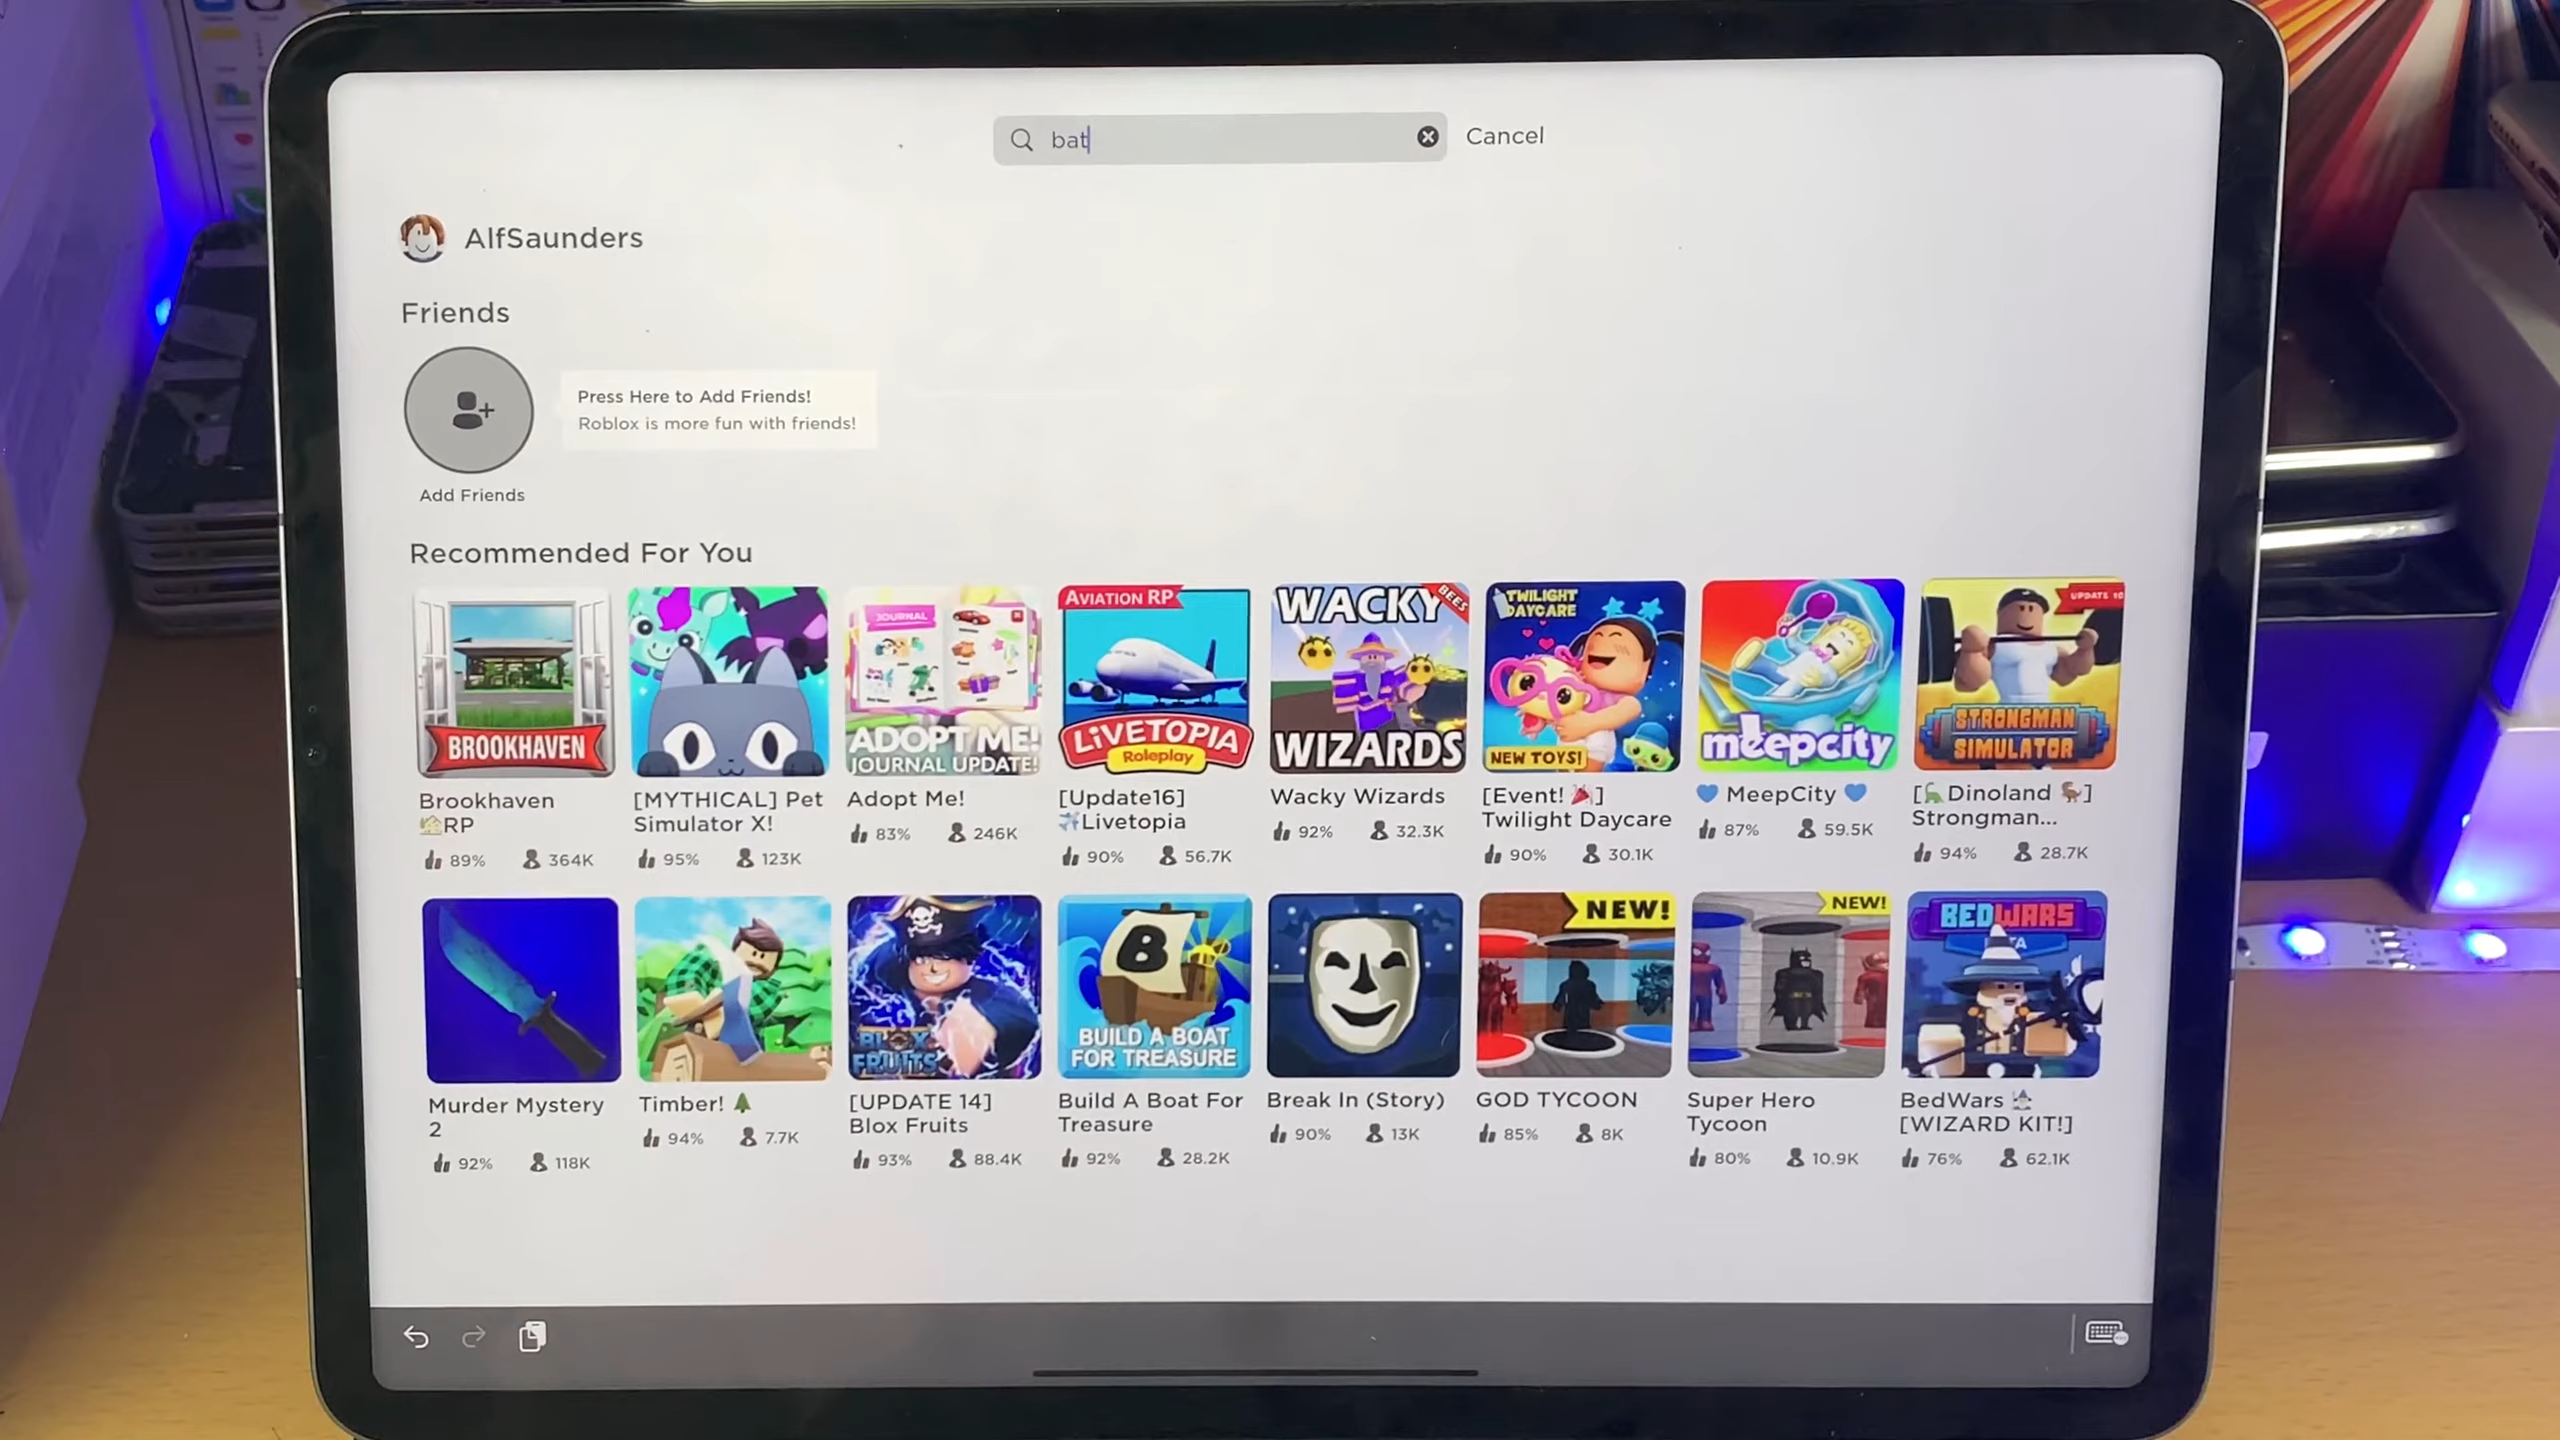 bat
Cancel
AlfSaunders
Friends
Press Here to Add Friends!
Roblox is more fun with friends!
Add Friends
Recommended For You
BROOKHAVEN
JOURNAL
ADOPT ME!
JOURNAL UPDATE!
AVIATION RP
LIVETOPIA
Roleplay
WACKY
BEES
WIZARDS
TWILIGHT
DAYCARE
NEW TOYS!
meepcity
UPDATE 10
STRONGMAN
SIMULATOR
Brookhaven
🏡RP
89% 364K
[MYTHICAL] Pet
Simulator X!
95% 123K
Adopt Me!
83% 246K
[Update16]
✈️Livetopia
90% 56.7K
Wacky Wizards
92% 32.3K
[Event! 🎉]
Twilight Daycare
90% 30.1K
💙 MeepCity 💙
87% 59.5K
[🦕Dinoland 🦖]
Strongman...
94% 28.7K
BLOX
FRUITS
B
BUILD A BOAT
FOR TREASURE
NEW!
NEW!
BEDWARS
Murder Mystery
2
92% 118K
Timber! 🌲
94% 7.7K
[UPDATE 14]
Blox Fruits
93% 88.4K
Build A Boat For
Treasure
92% 28.2K
Break In (Story)
90% 13K
GOD TYCOON
85% 8K
Super Hero
Tycoon
80% 10.9K
BedWars 🧙
[WIZARD KIT!]
76% 62.1K